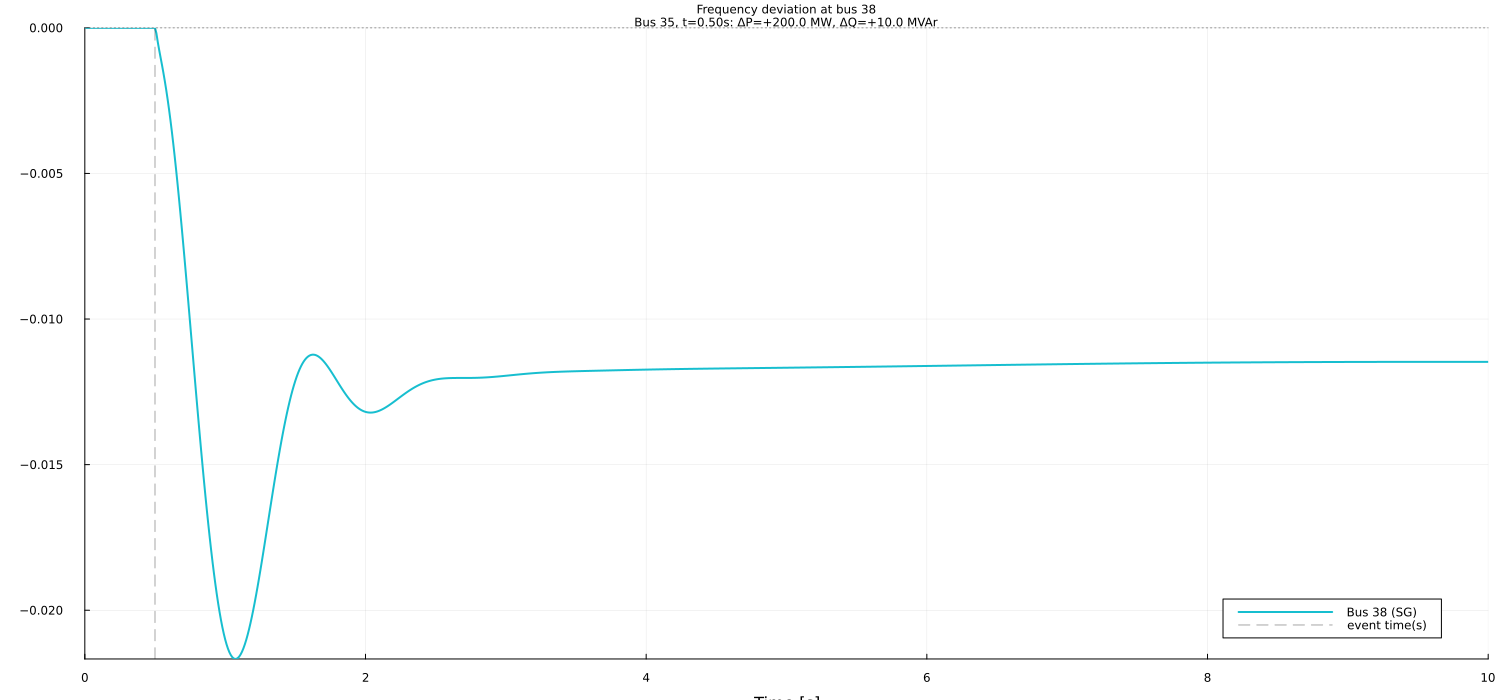 Frequency deviation at bus 38
Bus 35, t=0.50s: ΔP=+200.0 MW, ΔQ=+10.0 MVAr
0.000
−0.005
−0.010
−0.015
−0.020
Bus 38 (SG)
event time(s)
0 2 4 6 8 10
Time [s]